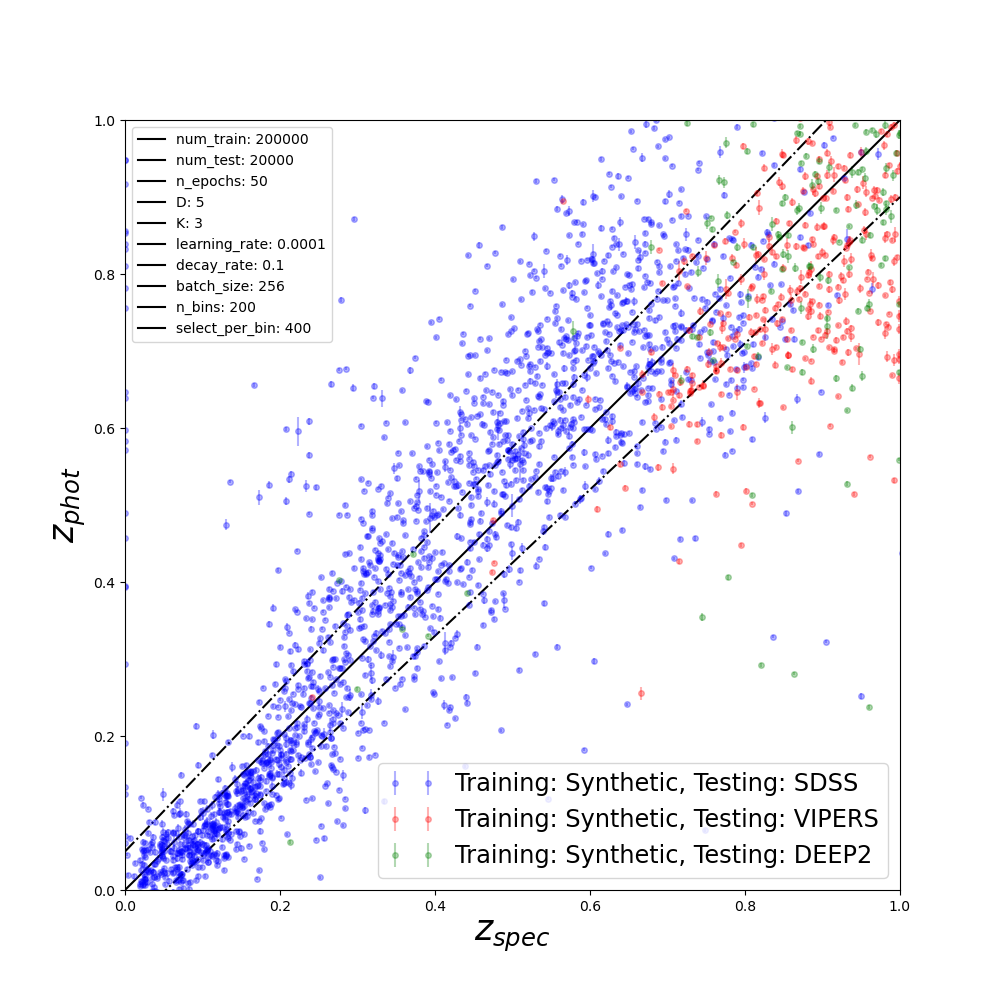 num_train: 200000
num_test: 20000
n_epochs: 50
D: 5
K: 3
learning_rate: 0.0001
decay_rate: 0.1
batch_size: 256
n_bins: 200
select_per_bin: 400
1.0
0.8
0.6
0.4
0.2
0.0
z_phot
Training: Synthetic, Testing: SDSS
Training: Synthetic, Testing: VIPERS
Training: Synthetic, Testing: DEEP2
0.0 0.2 0.4 0.6 0.8 1.0
z_spec